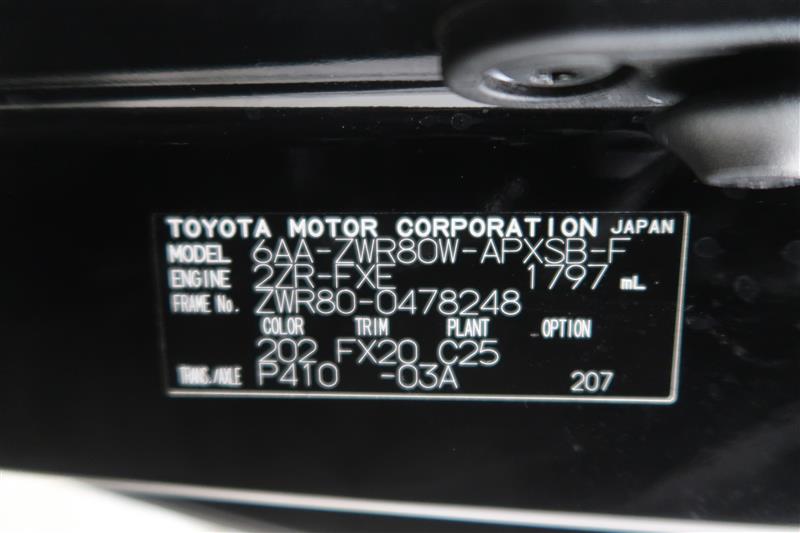 TOYOTA MOTOR CORPORATION JAPAN
MODEL 6AA-ZWR80W-APXSB-F
ENGINE 2ZR-FXE 1797 mL
FRAME No. ZWR80-0478248
COLOR TRIM PLANT OPTION
202 FX20 C25
TRANS./AXLE P410 -03A 207